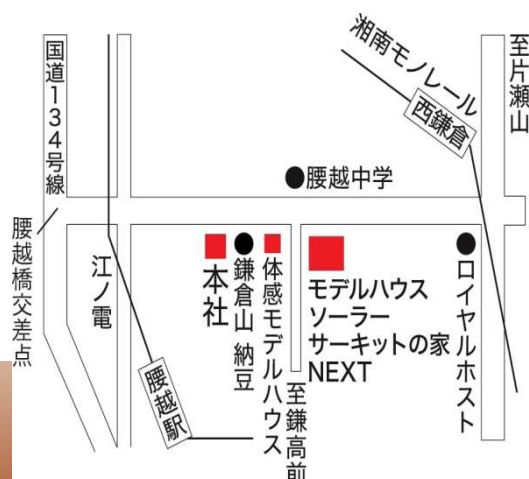 国道134号線
湘南モノレール
西鎌倉
至片瀬山
腰越中学
腰越橋交差点
江ノ電
腰越駅
本社
鎌倉山 納豆
体感モデルハウス
至鎌高前
モデルハウス
ソーラー
サーキットの家
NEXT
ロイヤルホスト